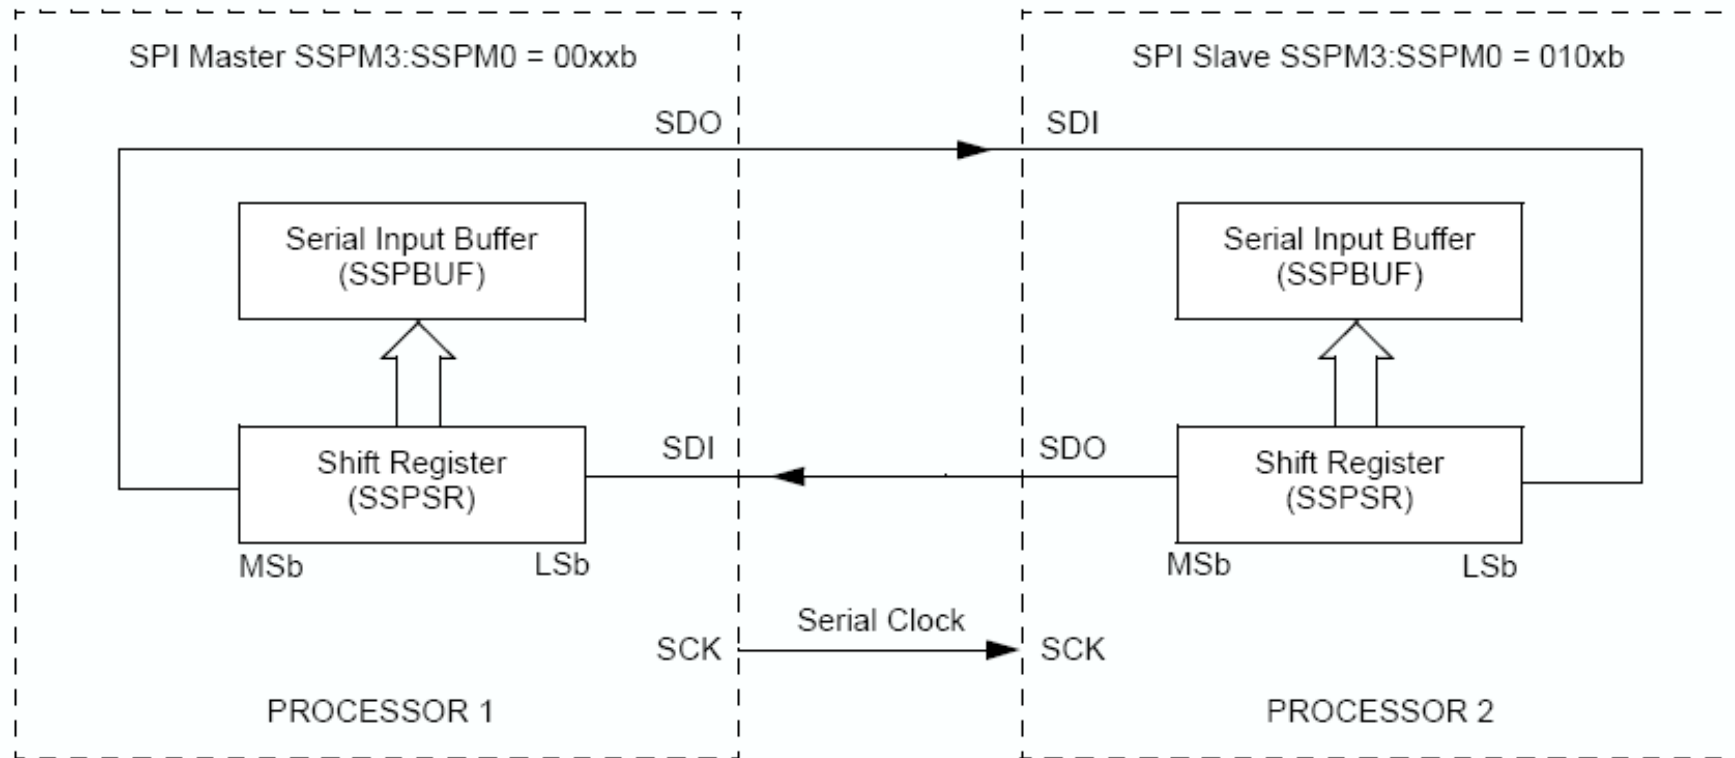 SPI Master SSPM3:SSPM0 = 00xxb
SPI Slave SSPM3:SSPM0 = 010xb
SDO
SDI
Serial Input Buffer
(SSPBUF)
Serial Input Buffer
(SSPBUF)
SDI
SDO
Shift Register
(SSPSR)
Shift Register
(SSPSR)
MSb
LSb
MSb
LSb
Serial Clock
SCK
SCK
PROCESSOR 1
PROCESSOR 2